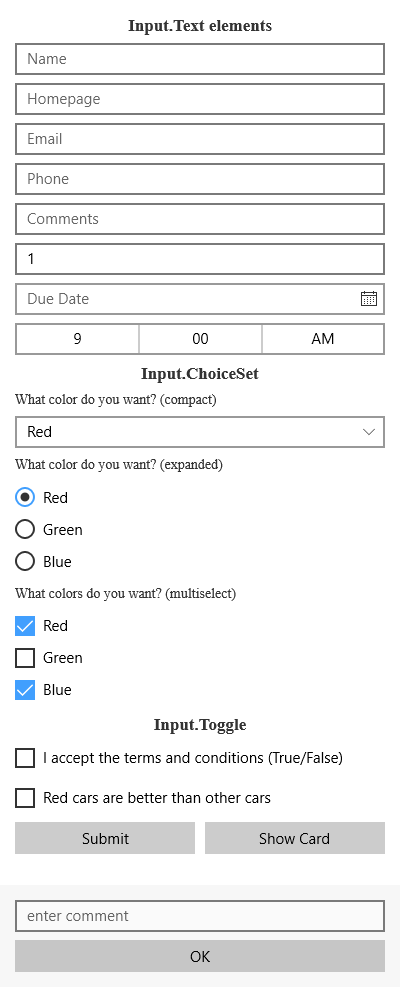 Input.Text elements
Name
Homepage
Email
Phone
Comments
1
Due Date
9 00 AM
Input.ChoiceSet
What color do you want? (compact)
Red
What color do you want? (expanded)
Red
Green
Blue
What colors do you want? (multiselect)
Red
Green
Blue
Input.Toggle
I accept the terms and conditions (True/False)
Red cars are better than other cars
Submit Show Card
enter comment
OK